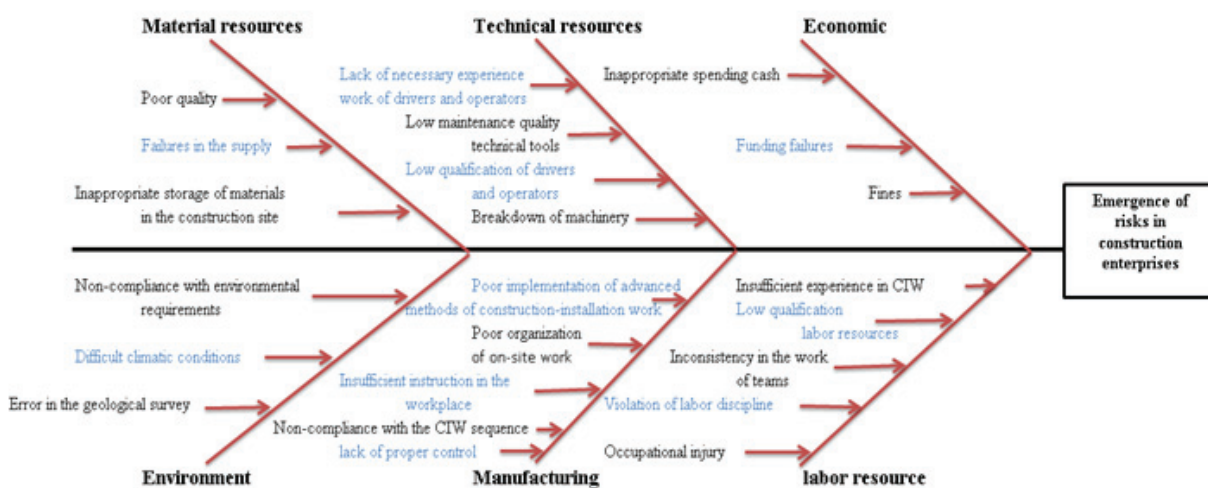 Material resources
Technical resources
Economic
Poor quality
Failures in the supply
Inappropriate storage of materials
in the construction site
Lack of necessary experience
work of drivers and operators
Low maintenance quality
technical tools
Low qualification of drivers
and operators
Breakdown of machinery
Inappropriate spending cash
Funding failures
Fines
Emergence of
risks in
construction
enterprises
Non-compliance with environmental
requirements
Difficult climatic conditions
Error in the geological survey
Poor implementation of advanced
methods of construction-installation work
Poor organization
of on-site work
Insufficient instruction in the
workplace
Non-compliance with the CIW sequence
lack of proper control
Insufficient experience in CIW
Low qualification
labor resources
Inconsistency in the work
of teams
Violation of labor discipline
Occupational injury
Environment
Manufacturing
labor resource